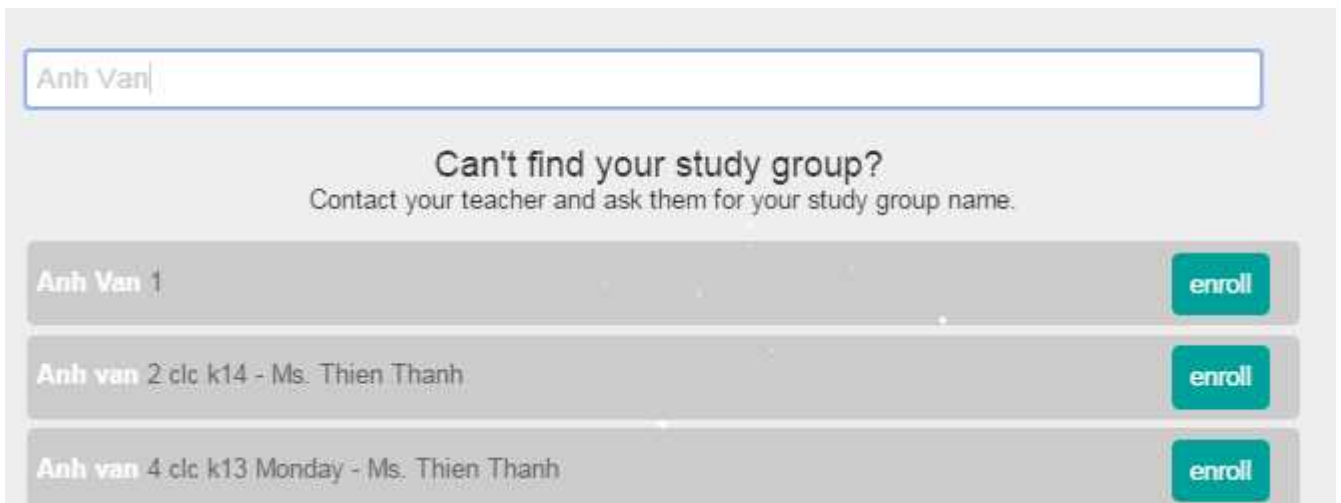 Anh Van
Can't find your study group?
Contact your teacher and ask them for your study group name.
Anh Van 1
enroll
Anh van 2 clc k14 - Ms. Thien Thanh
enroll
Anh van 4 clc k13 Monday - Ms. Thien Thanh
enroll